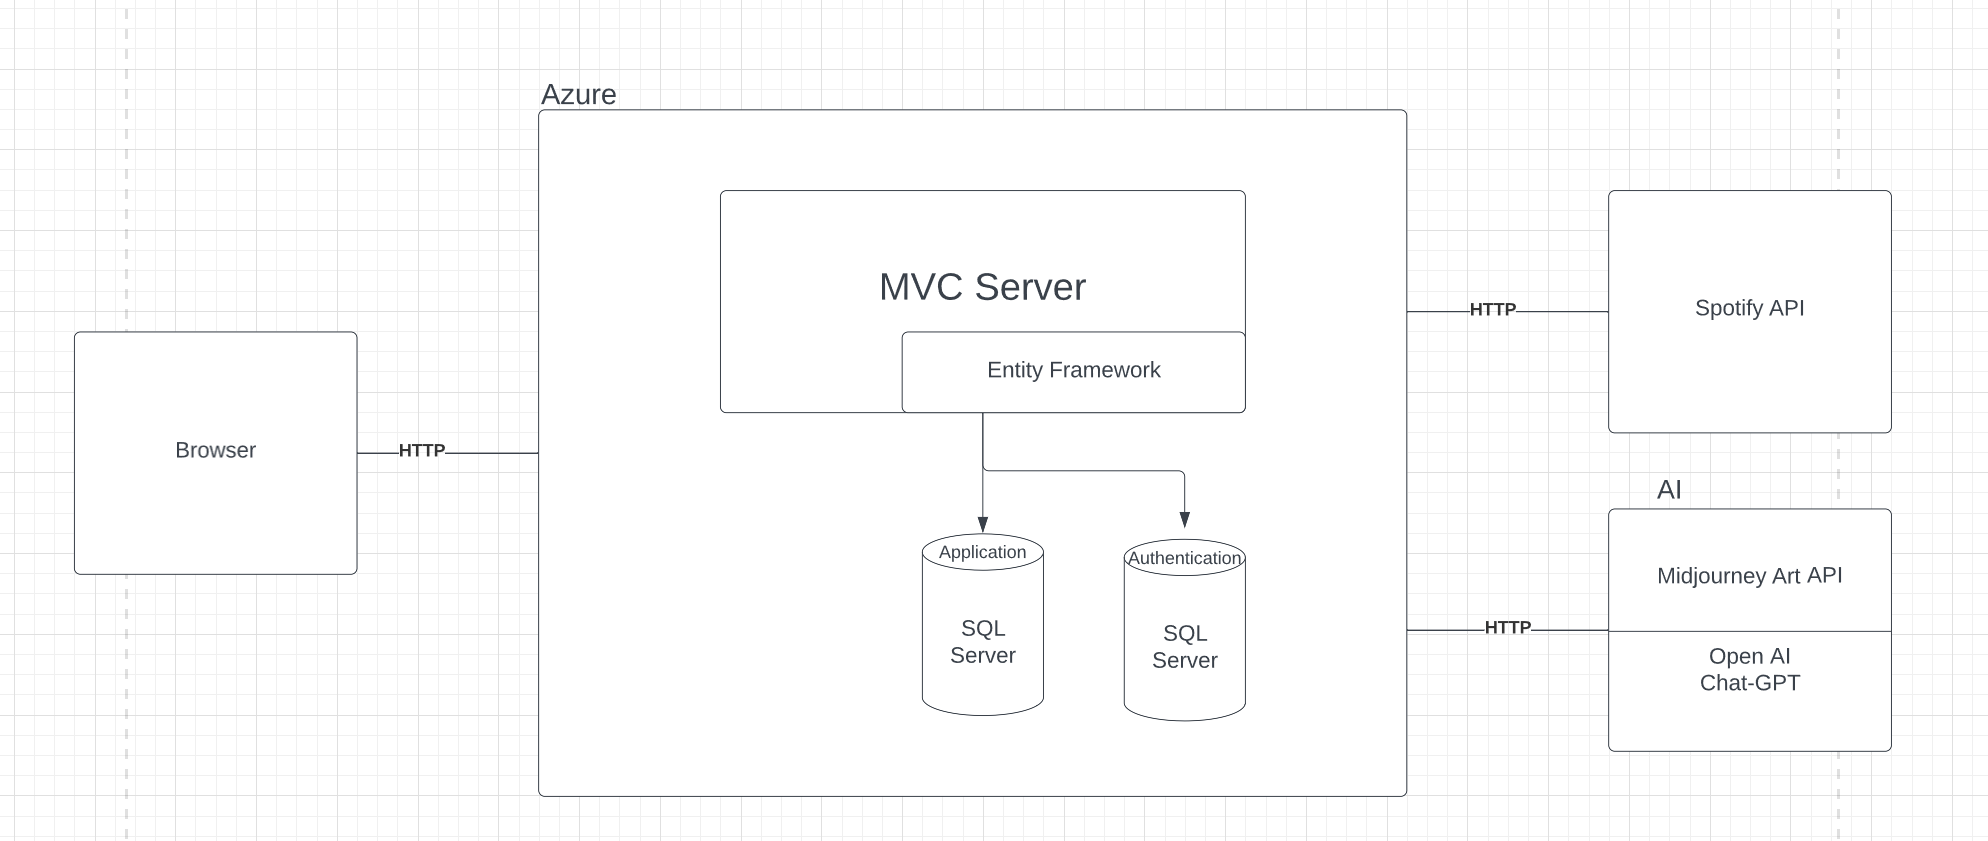 Azure
MVC Server
Entity Framework
Browser
HTTP
Application
SQL
Server
Authentication
SQL
Server
HTTP
Spotify API
AI
HTTP
Midjourney Art API
Open AI
Chat-GPT